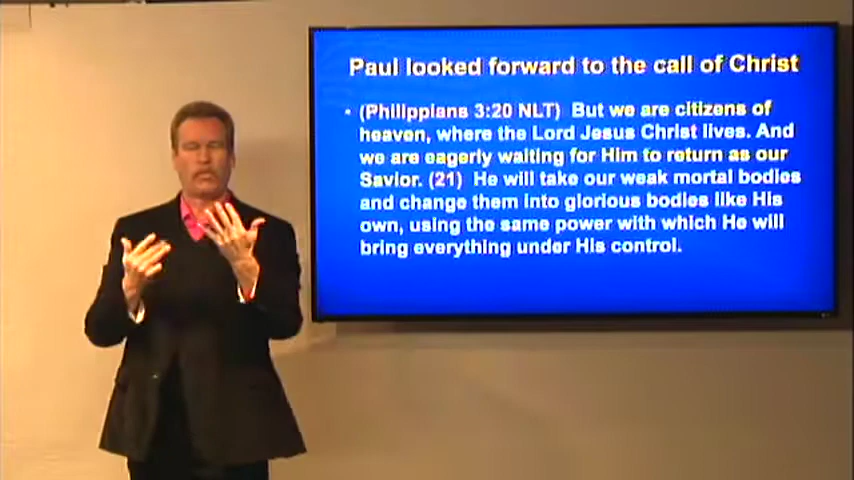 Paul looked forward to the call of Christ
• (Philippians 3:20 NLT) But we are citizens of
heaven, where the Lord Jesus Christ lives. And
we are eagerly waiting for Him to return as our
Savior. (21) He will take our weak mortal bodies
and change them into glorious bodies like His
own, using the same power with which He will
bring everything under His control.